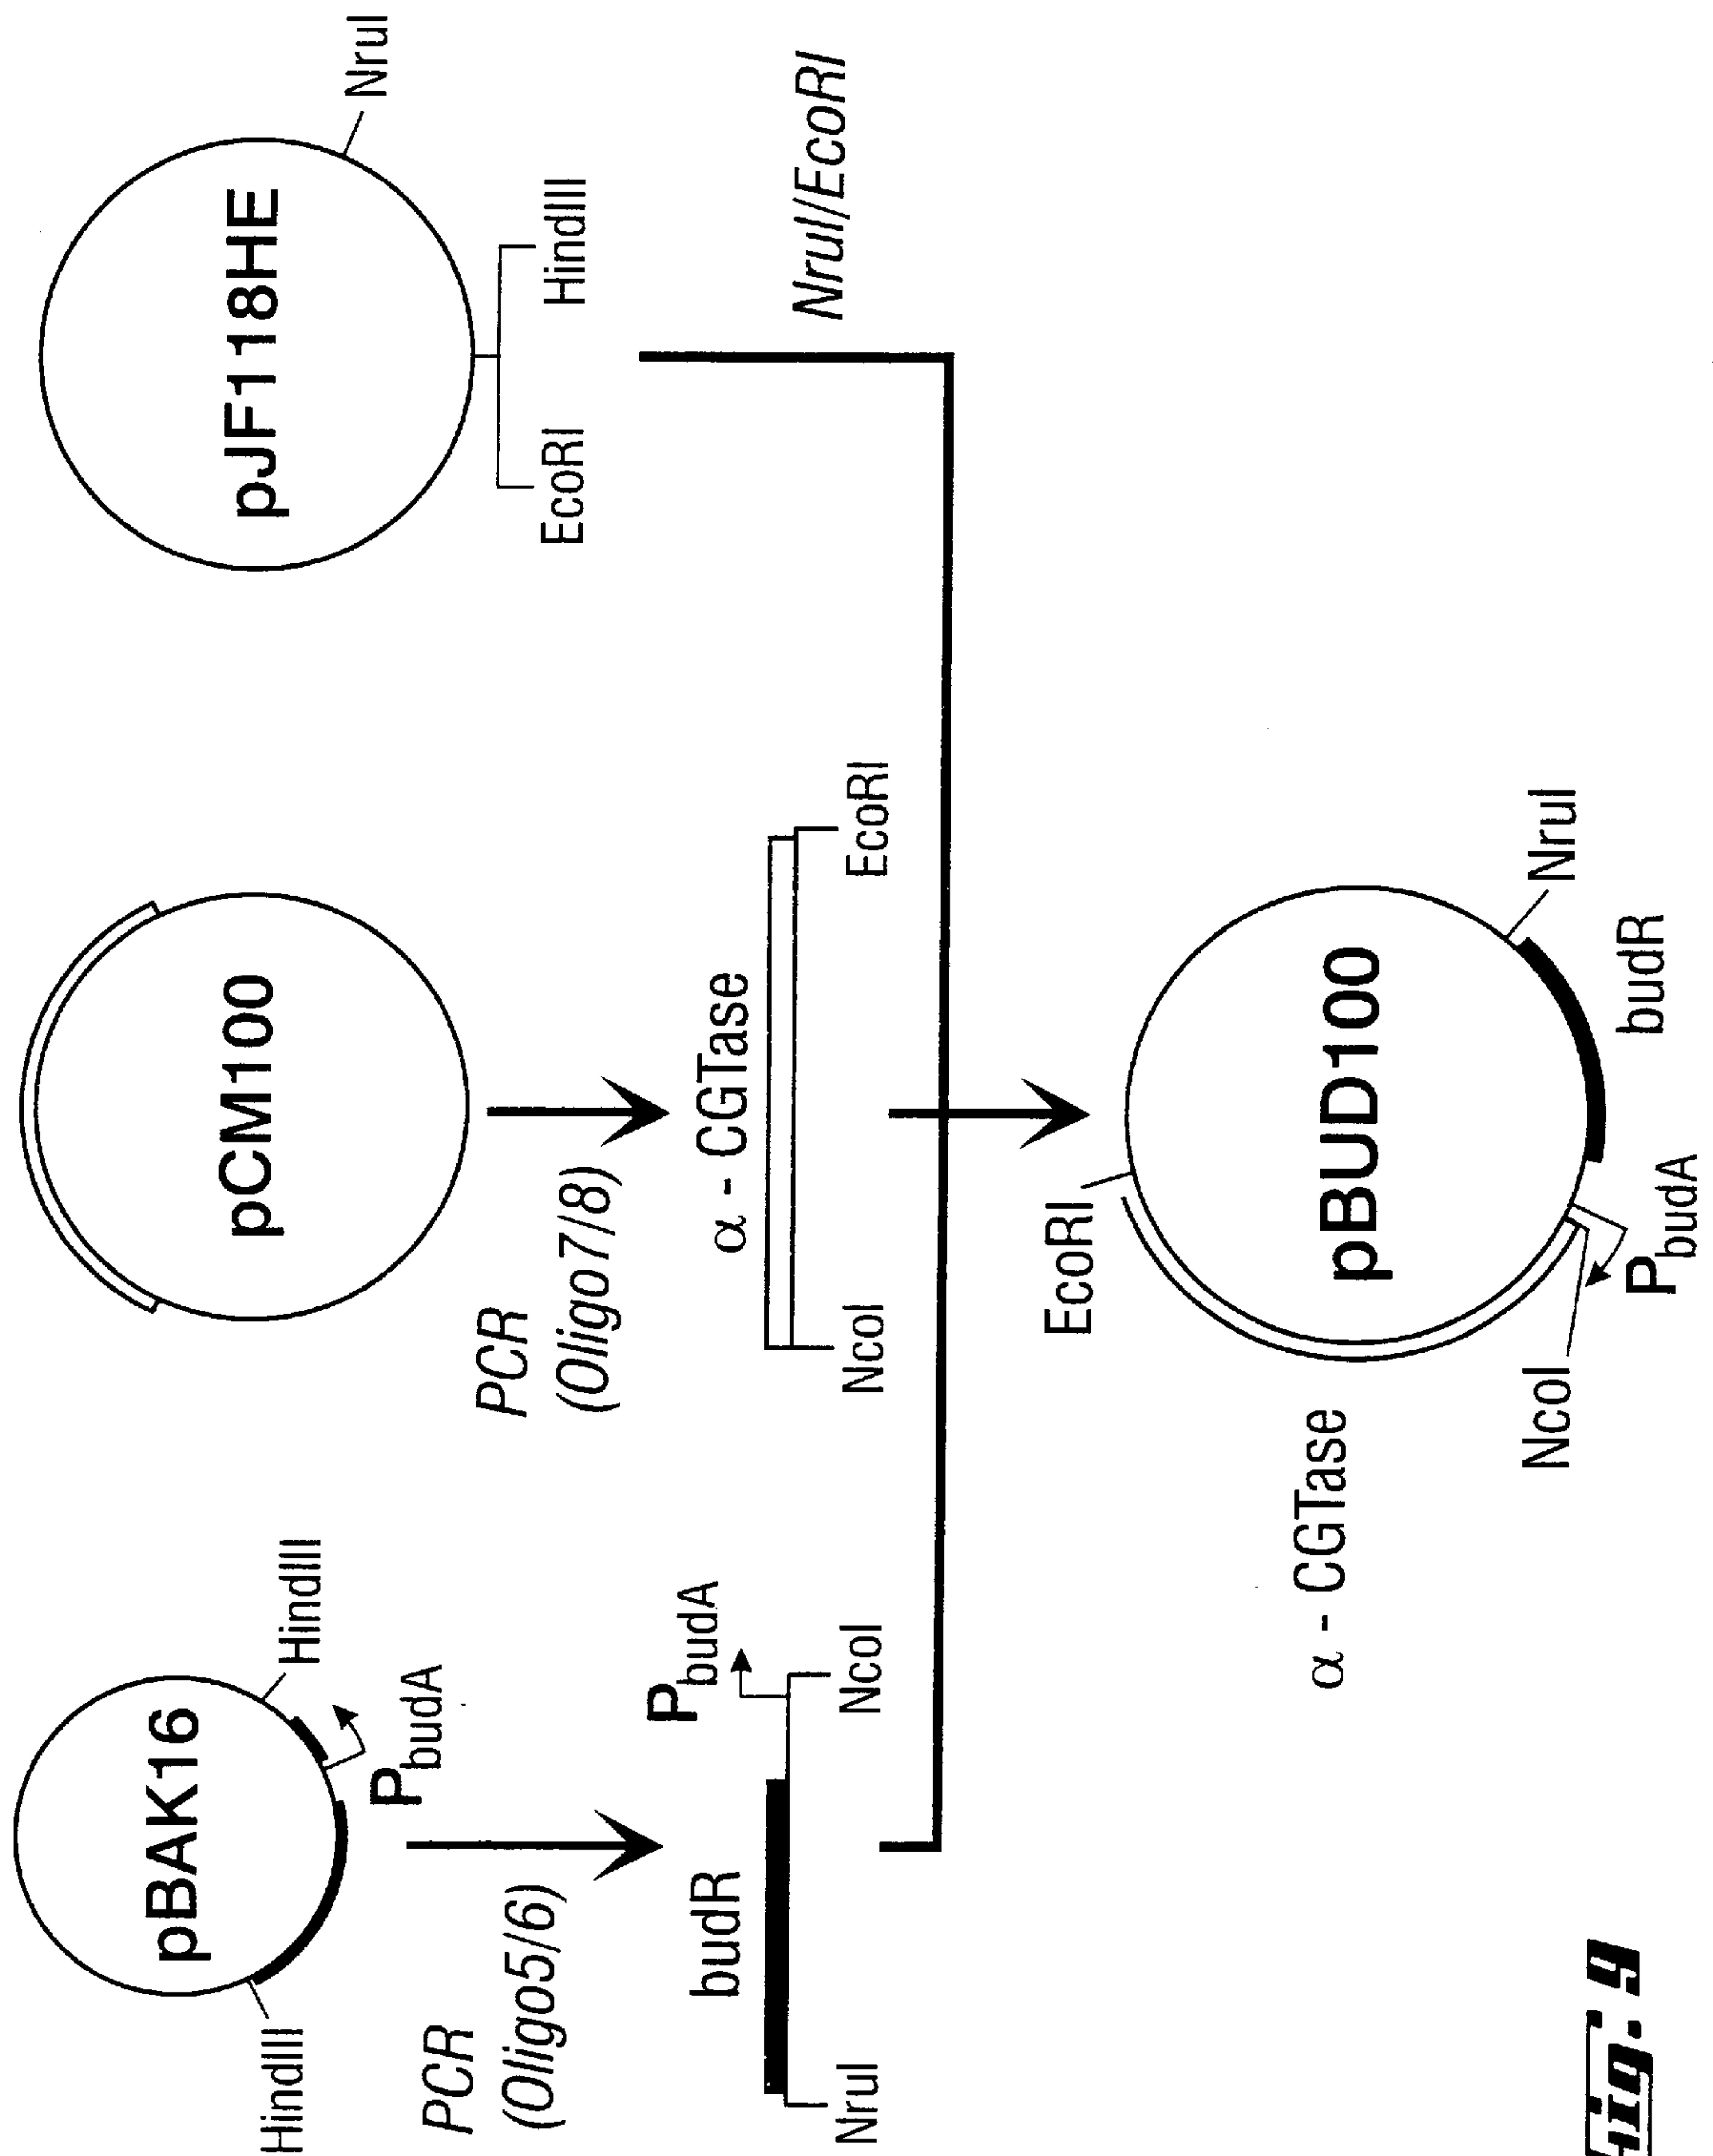 pBAK16
HindIII
HindIII
PbudA
PCR
(Oligo5/6)
budR
PbudA
NruI
NcoI
pCM100
PCR
(Oligo7/8)
α - CGTase
NcoI
EcoRI
pJF118HE
NruI
EcoRI
HindIII
NruI/EcoRI
pBUD100
EcoRI
α - CGTase
NcoI
PbudA
budR
NruI
Fig. 9